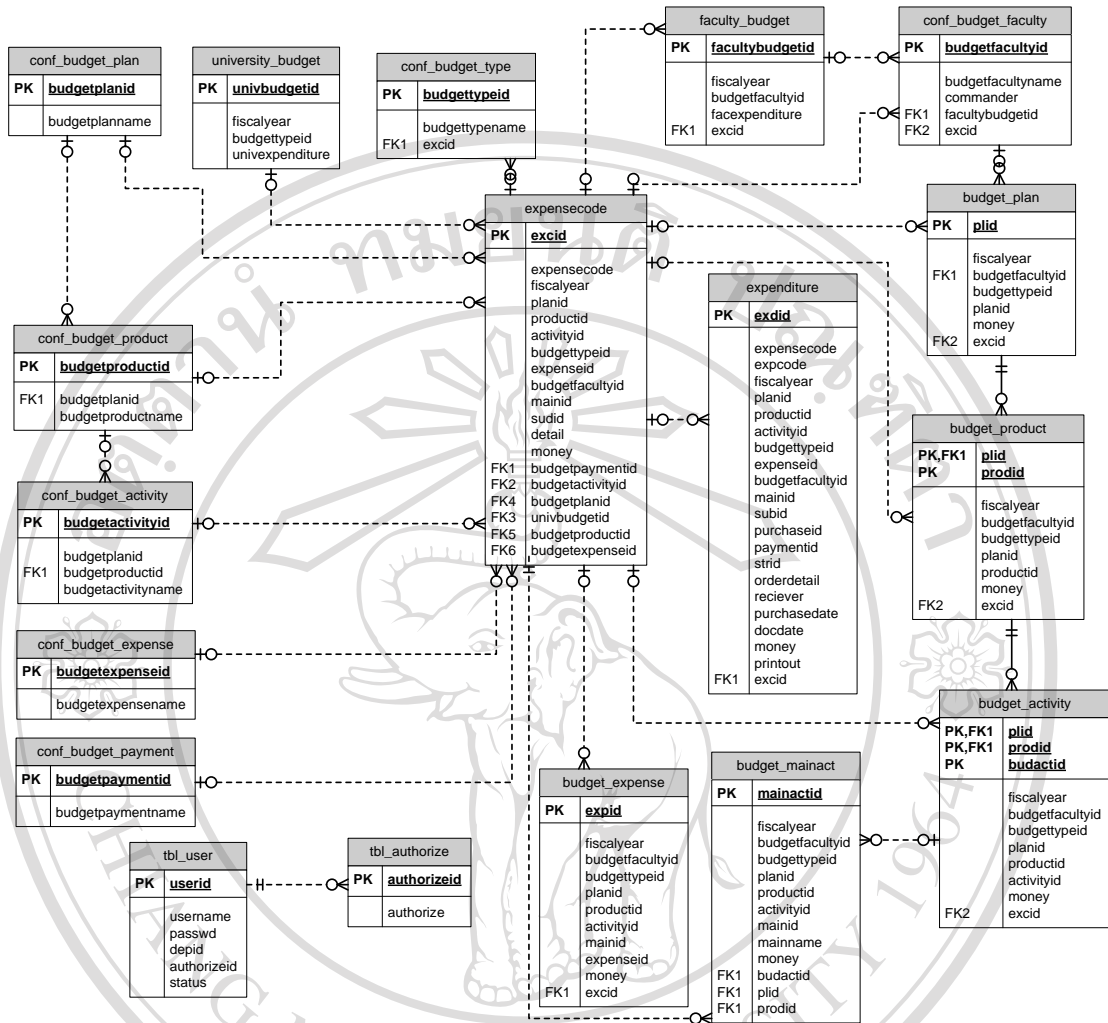 conf_budget_plan
PK budgetplanid
budgetplanname
university_budget
PK univbudgetid
fiscalyear
budgettypeid
univexpenditure
conf_budget_type
PK budgettypeid
budgettypename
FK1 excid
faculty_budget
PK facultybudgetid
fiscalyear
budgetfacultyid
facexpenditure
FK1 excid
conf_budget_faculty
PK budgetfacultyid
budgetfacultyname
commander
FK1 facultybudgetid
FK2 excid
expensecode
PK excid
expensecode
fiscalyear
planid
productid
activityid
budgettypeid
expenseid
budgetfacultyid
mainid
sudid
detail
money
FK1 budgetpaymentid
FK2 budgetactivityid
FK4 budgetplanid
FK3 univbudgetid
FK5 budgetproductid
FK6 budgetexpenseid
budget_plan
PK plid
fiscalyear
FK1 budgetfacultyid
budgettypeid
planid
money
FK2 excid
expenditure
PK exdid
expensecode
expcode
fiscalyear
planid
productid
activityid
budgettypeid
expenseid
budgetfacultyid
mainid
subid
purchaseid
paymentid
strid
orderdetail
reciever
purchasedate
docdate
money
printout
FK1 excid
conf_budget_product
PK budgetproductid
FK1 budgetplanid
budgetproductname
budget_product
PK,FK1 plid
PK prodid
fiscalyear
budgetfacultyid
budgettypeid
planid
productid
money
FK2 excid
conf_budget_activity
PK budgetactivityid
budgetplanid
FK1 budgetproductid
budgetactivityname
conf_budget_expense
PK budgetexpenseid
budgetexpensename
budget_activity
PK,FK1 plid
PK,FK1 prodid
PK budactid
fiscalyear
budgetfacultyid
budgettypeid
planid
productid
activityid
money
FK2 excid
conf_budget_payment
PK budgetpaymentid
budgetpaymentname
budget_expense
PK expid
fiscalyear
budgetfacultyid
budgettypeid
planid
productid
activityid
mainid
expenseid
money
FK1 excid
budget_mainact
PK mainactid
fiscalyear
budgetfacultyid
budgettypeid
planid
productid
activityid
mainid
mainname
money
FK1 budactid
FK1 plid
FK1 prodid
tbl_user
PK userid
username
passwd
depid
authorizeid
status
tbl_authorize
PK authorizeid
authorize
1964